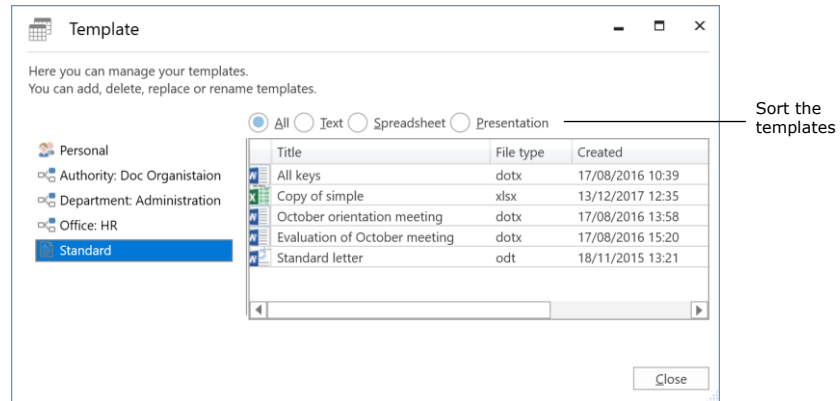 Template
Here you can manage your templates.
You can add, delete, replace or rename templates.
All Text Spreadsheet Presentation
Sort the
templates
Personal
Authority: Doc Organistaion
Department: Administration
Office: HR
Standard
Title File type Created
All keys dotx 17/08/2016 10:39
Copy of simple xlsx 13/12/2017 12:35
October orientation meeting dotx 17/08/2016 13:58
Evaluation of October meeting dotx 17/08/2016 15:20
Standard letter odt 18/11/2015 13:21
Close